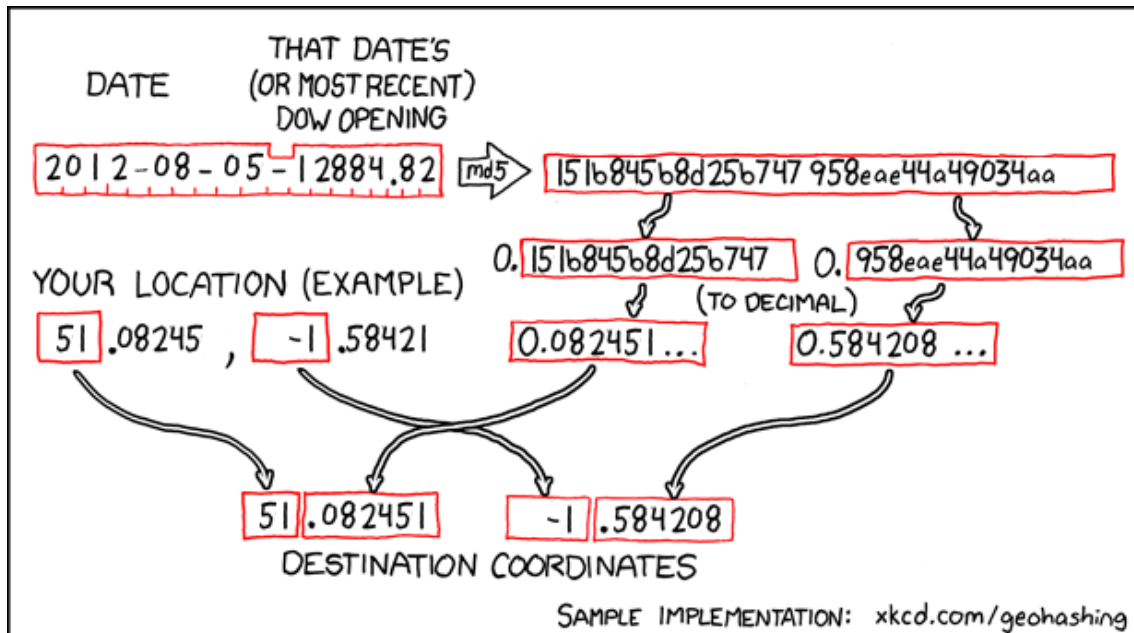 DATE
THAT DATE'S
(OR MOST RECENT)
DOW OPENING
2012-08-05-12884.82
md5
151b845b8d25b747 958eae44a49034aa
0.151b845b8d25b747
0.958eae44a49034aa
YOUR LOCATION (EXAMPLE)
(TO DECIMAL)
51.08245, -1.58421
0.082451...
0.584208...
51.082451
-1.584208
DESTINATION COORDINATES
SAMPLE IMPLEMENTATION: xkcd.com/geohashing